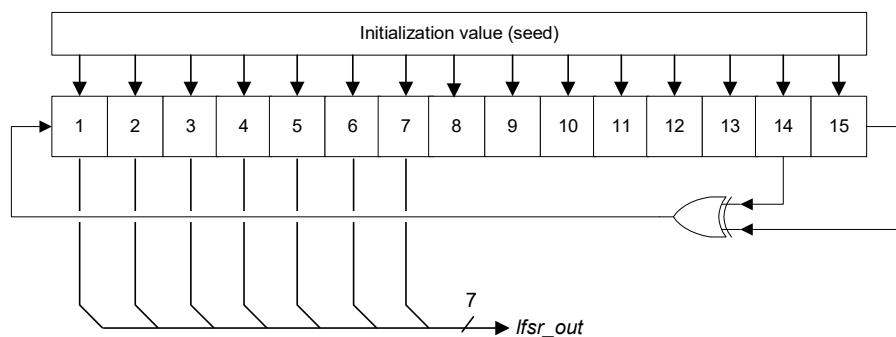 Initialization value (seed)
1 2 3 4 5 6 7 8 9 10 11 12 13 14 15
7
lfsr_out